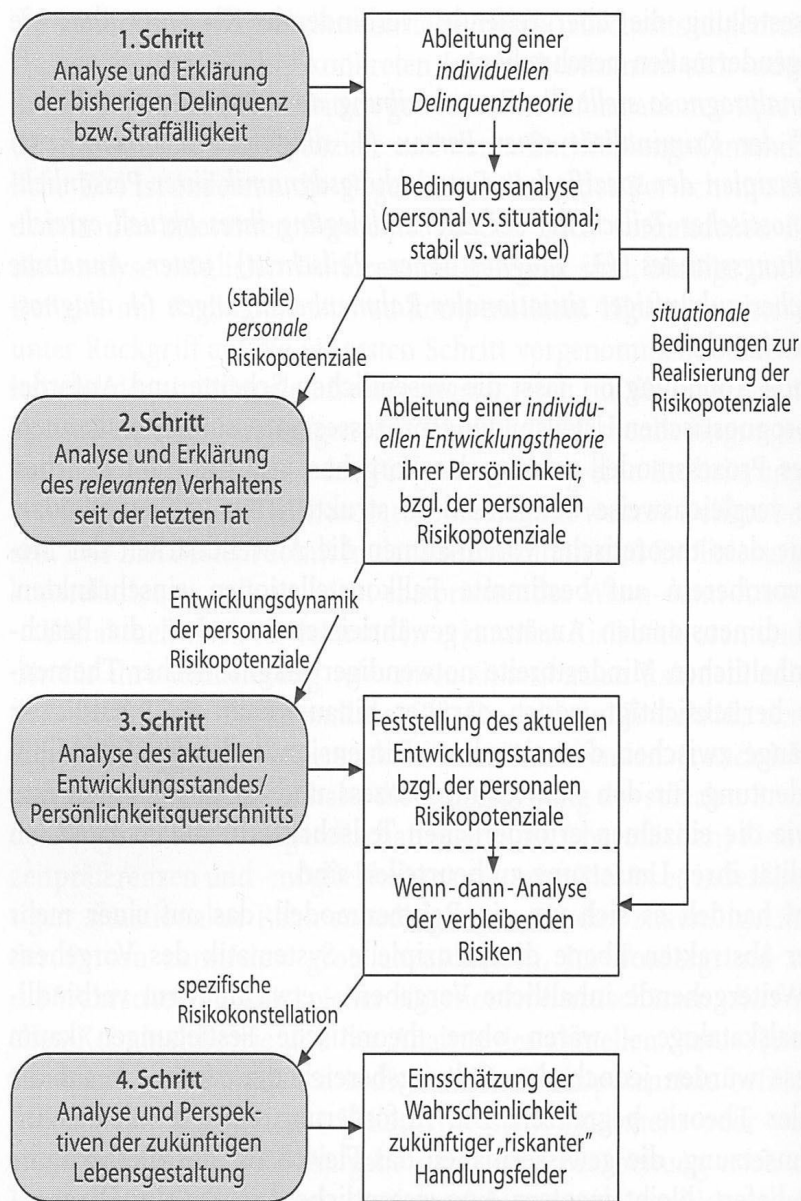 1. Schritt
Analyse und Erklärung
der bisherigen Delinquenz
bzw. Straffälligkeit
Ableitung einer
individuellen
Delinquenztheorie
Bedingungsanalyse
(personal vs. situational;
stabil vs. variabel)
(stabile)
personale
Risikopotenziale
situationale
Bedingungen zur
Realisierung der
Risikopotenziale
2. Schritt
Analyse und Erklärung
des relevanten Verhaltens
seit der letzten Tat
Ableitung einer individu-
ellen Entwicklungstheorie
ihrer Persönlichkeit;
bzgl. der personalen
Risikopotenziale
Entwicklungsdynamik
der personalen
Risikopotenziale
3. Schritt
Analyse des aktuellen
Entwicklungsstandes/
Persönlichkeitsquerschnitts
Feststellung des aktuellen
Entwicklungsstandes
bzgl. der personalen
Risikopotenziale
Wenn-dann-Analyse
der verbleibenden
Risiken
spezifische
Risikokonstellation
4. Schritt
Analyse und Perspek-
tiven der zukünftigen
Lebensgestaltung
Einsschätzung der
Wahrscheinlichkeit
zukünftiger „riskanter"
Handlungsfelder